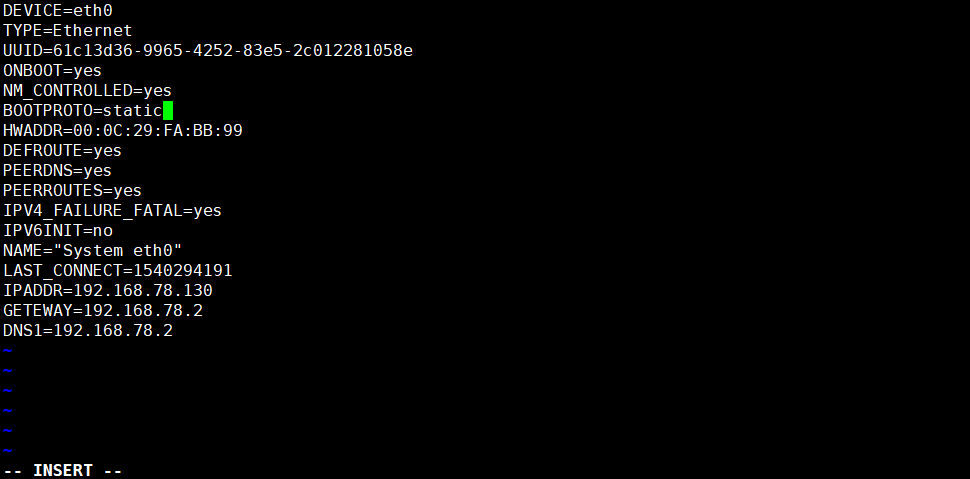 DEVICE=eth0
TYPE=Ethernet
UUID=61c13d36-9965-4252-83e5-2c012281058e
ONBOOT=yes
NM_CONTROLLED=yes
BOOTPROTO=static
HWADDR=00:0C:29:FA:BB:99
DEFROUTE=yes
PEERDNS=yes
PEERROUTES=yes
IPV4_FAILURE_FATAL=yes
IPV6INIT=no
NAME="System eth0"
LAST_CONNECT=1540294191
IPADDR=192.168.78.130
GETEWAY=192.168.78.2
DNS1=192.168.78.2
~
~
~
~
~
~
-- INSERT --